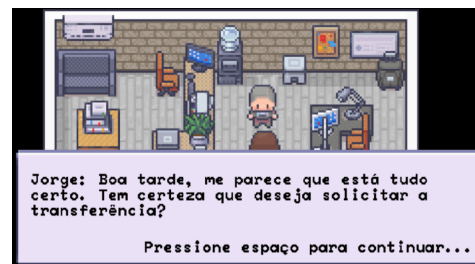 Jorge: Boa tarde, me parece que está tudo
certo. Tem certeza que deseja solicitar a
transferência?
Pressione espaço para continuar...